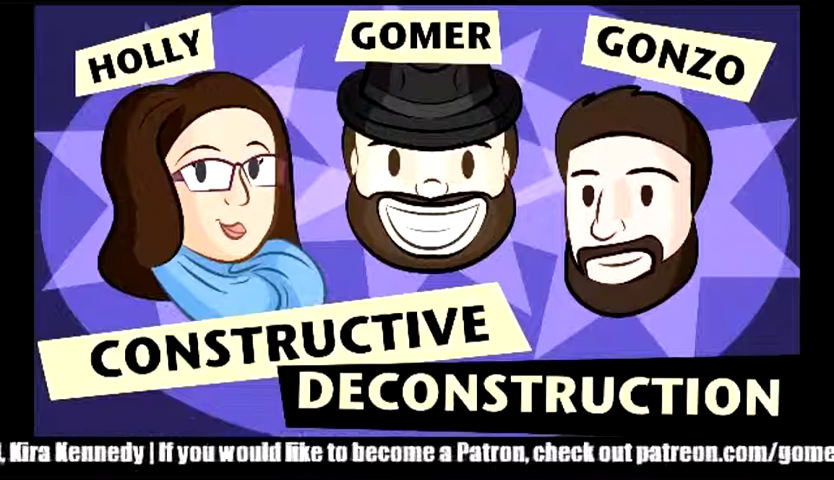 HOLLY
GOMER
GONZO
CONSTRUCTIVE
DECONSTRUCTION
, Kira Kennedy | If you would like to become a Patron, check out patreon.com/gome